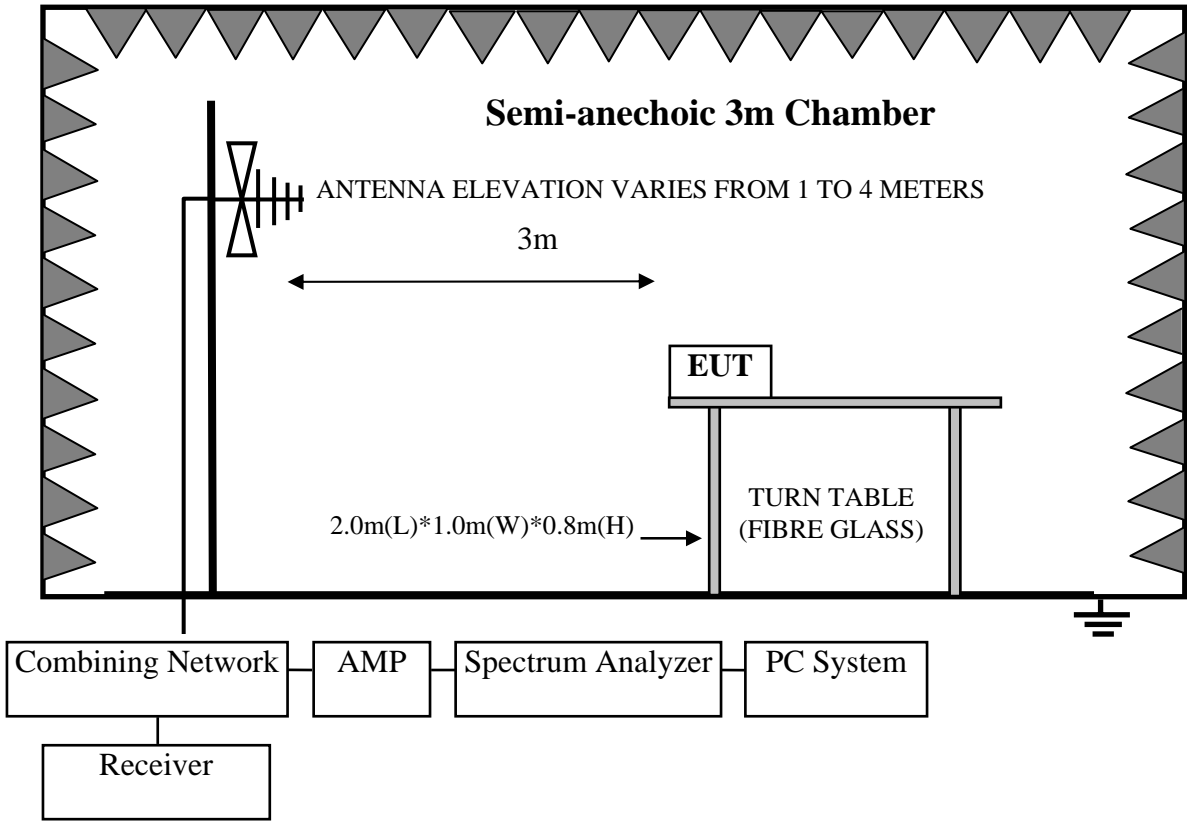 Semi-anechoic 3m Chamber
ANTENNA ELEVATION VARIES FROM 1 TO 4 METERS
3m
EUT
TURN TABLE
(FIBRE GLASS)
2.0m(L)*1.0m(W)*0.8m(H)
Combining Network
AMP
Spectrum Analyzer
PC System
Receiver